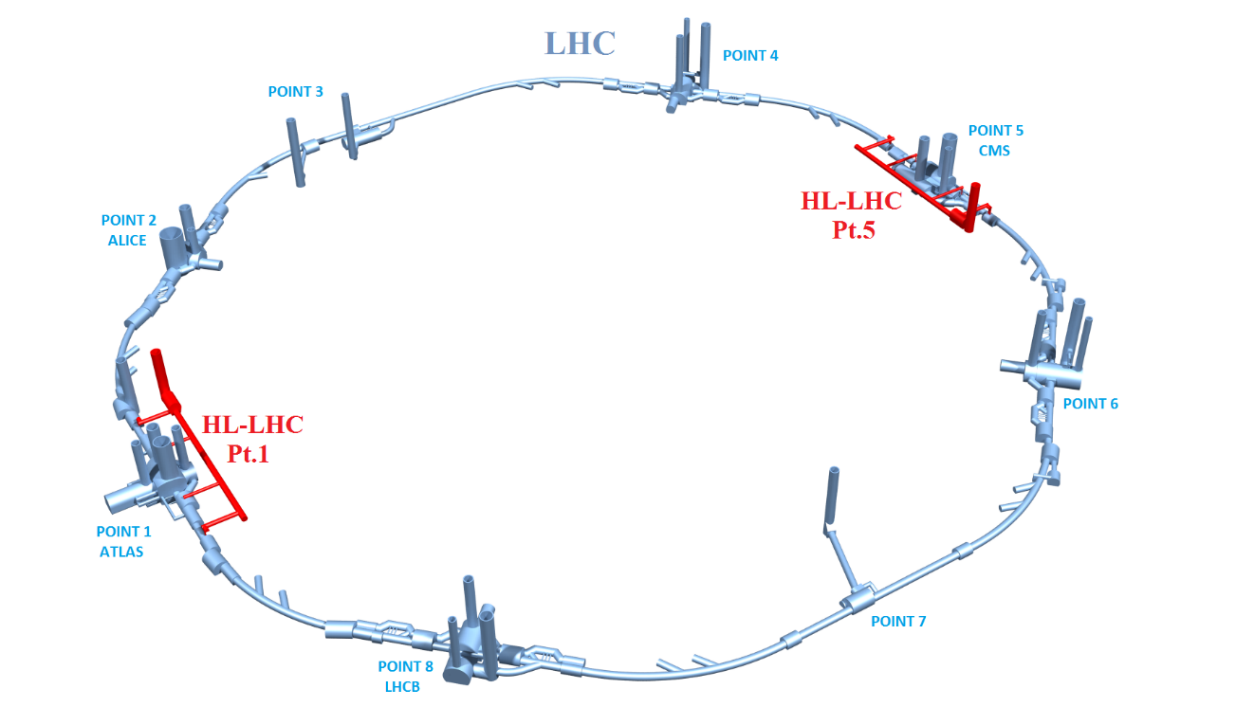 LHC
POINT 4
POINT 3
POINT 5
CMS
HL-LHC
Pt.5
POINT 2
ALICE
POINT 6
HL-LHC
Pt.1
POINT 1
ATLAS
POINT 7
POINT 8
LHCB